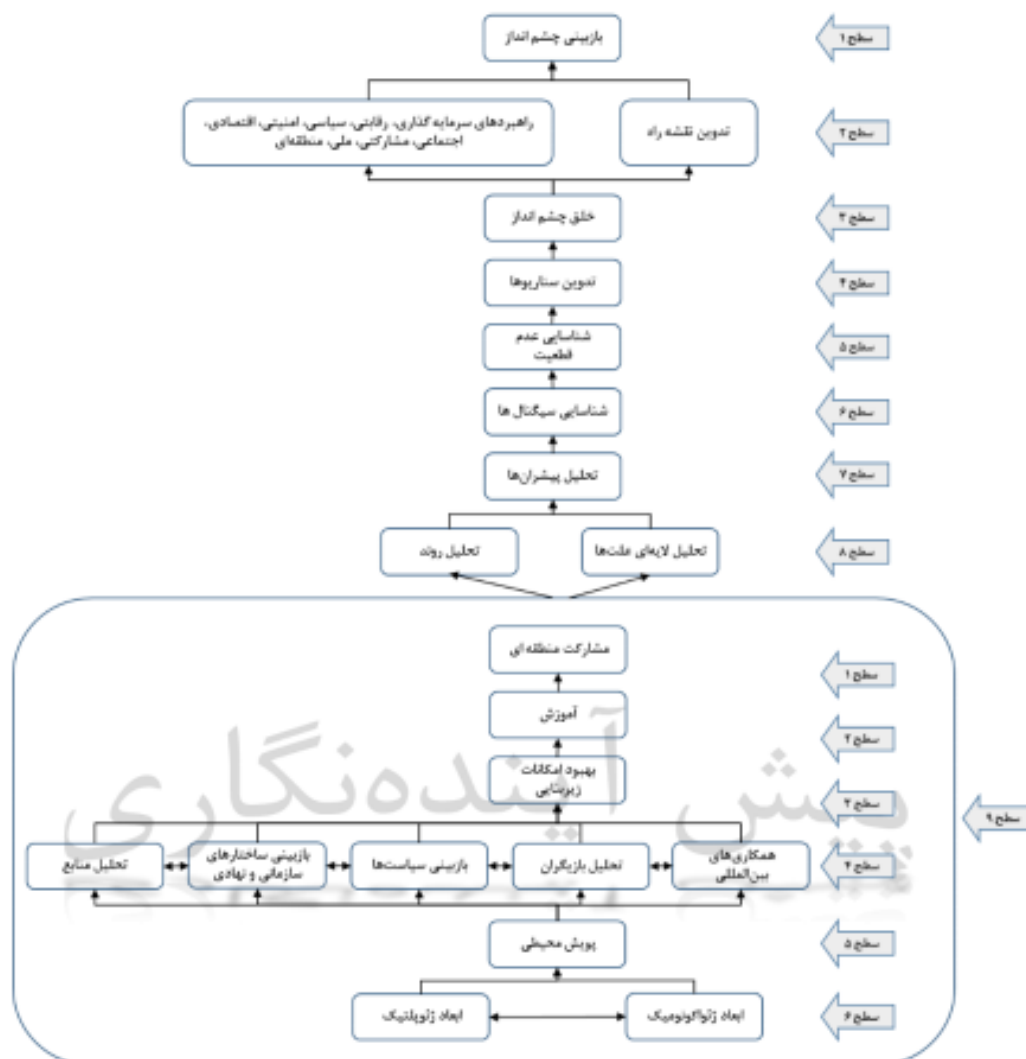 سطح ۱
بازبینی چشم انداز
سطح ۲
تدوین نقشه راه
راهبردهای سرمایه گذاری، رقابتی، سیاسی، امنیتی، اقتصادی،
اجتماعی، مشارکتی، ملی، منطقه‌ای
سطح ۳
خلق چشم انداز
سطح ۴
تدوین سناریوها
سطح ۵
شناسایی عدم
قطعیت
سطح ۶
شناسایی سیگنال ها
سطح ۷
تحلیل پیشران‌ها
سطح ۸
تحلیل لایه‌ای علت‌ها
تحلیل روند
سطح ۹
سطح ۱
مشارکت منطقه ای
سطح ۲
آموزش
سطح ۳
بهبود امکانات
زیربنایی
پیش آینده‌نگاری
سطح ۴
همکاری‌های
بین‌المللی
تحلیل بازیگران
بازبینی سیاست‌ها
بازبینی ساختارهای
سازمانی و نهادی
تحلیل منابع
سطح ۵
پویش محیطی
سطح ۶
ابعاد ژئواکونومیک
ابعاد ژئوپلتیک